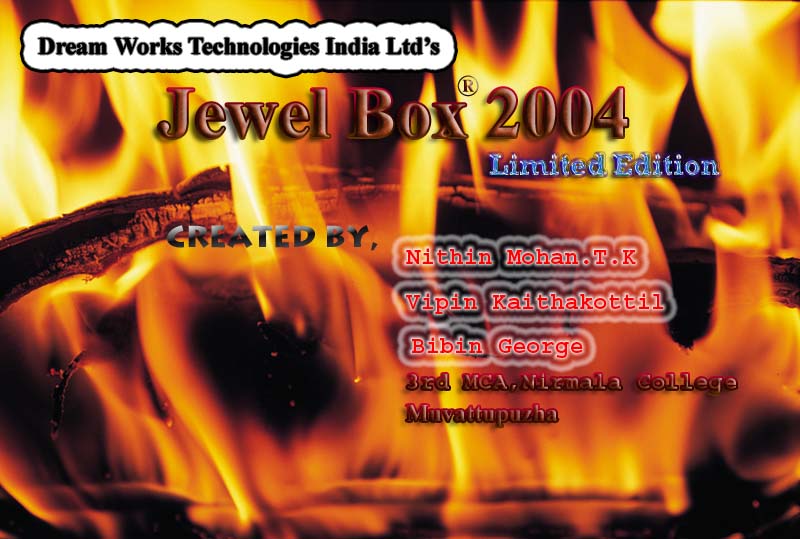 Dream Works Technologies India Ltd's
Jewel Box® 2004
Limited Edition
CREATED BY,
Nithin Mohan.T.K
Vipin Kaithakottil
Bibin George
3rd MCA,Nirmala College
Muvattupuzha